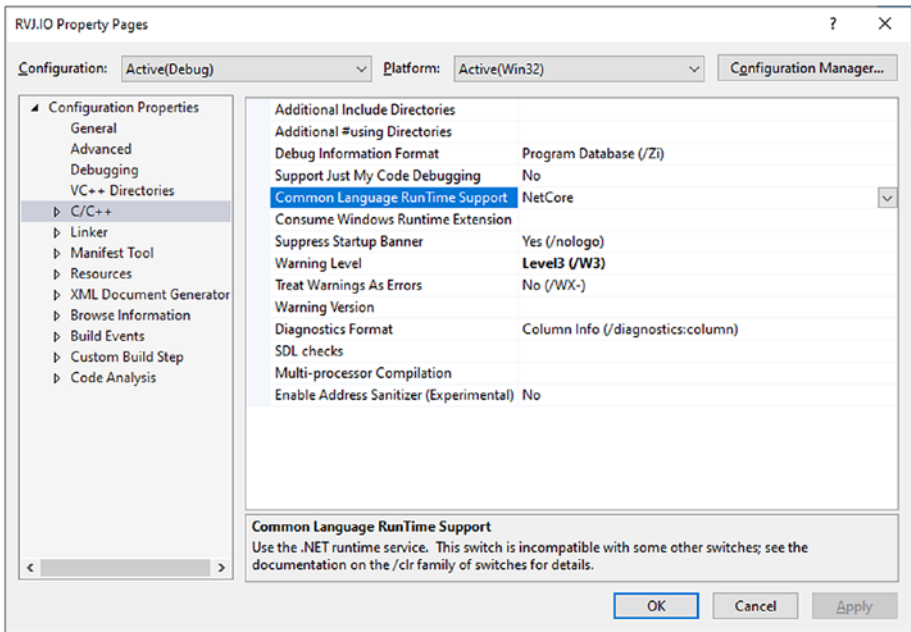 RVJ.IO Property Pages
? ×
Configuration: Active(Debug) Platform: Active(Win32) Configuration Manager...
Configuration Properties
General
Advanced
Debugging
VC++ Directories
C/C++
Linker
Manifest Tool
Resources
XML Document Generator
Browse Information
Build Events
Custom Build Step
Code Analysis
Additional Include Directories
Additional #using Directories
Debug Information Format Program Database (/Zi)
Support Just My Code Debugging No
Common Language RunTime Support NetCore
Consume Windows Runtime Extension
Suppress Startup Banner Yes (/nologo)
Warning Level Level3 (/W3)
Treat Warnings As Errors No (/WX-)
Warning Version
Diagnostics Format Column Info (/diagnostics:column)
SDL checks
Multi-processor Compilation
Enable Address Sanitizer (Experimental) No
Common Language RunTime Support
Use the .NET runtime service. This switch is incompatible with some other switches; see the
documentation on the /clr family of switches for details.
OK Cancel Apply